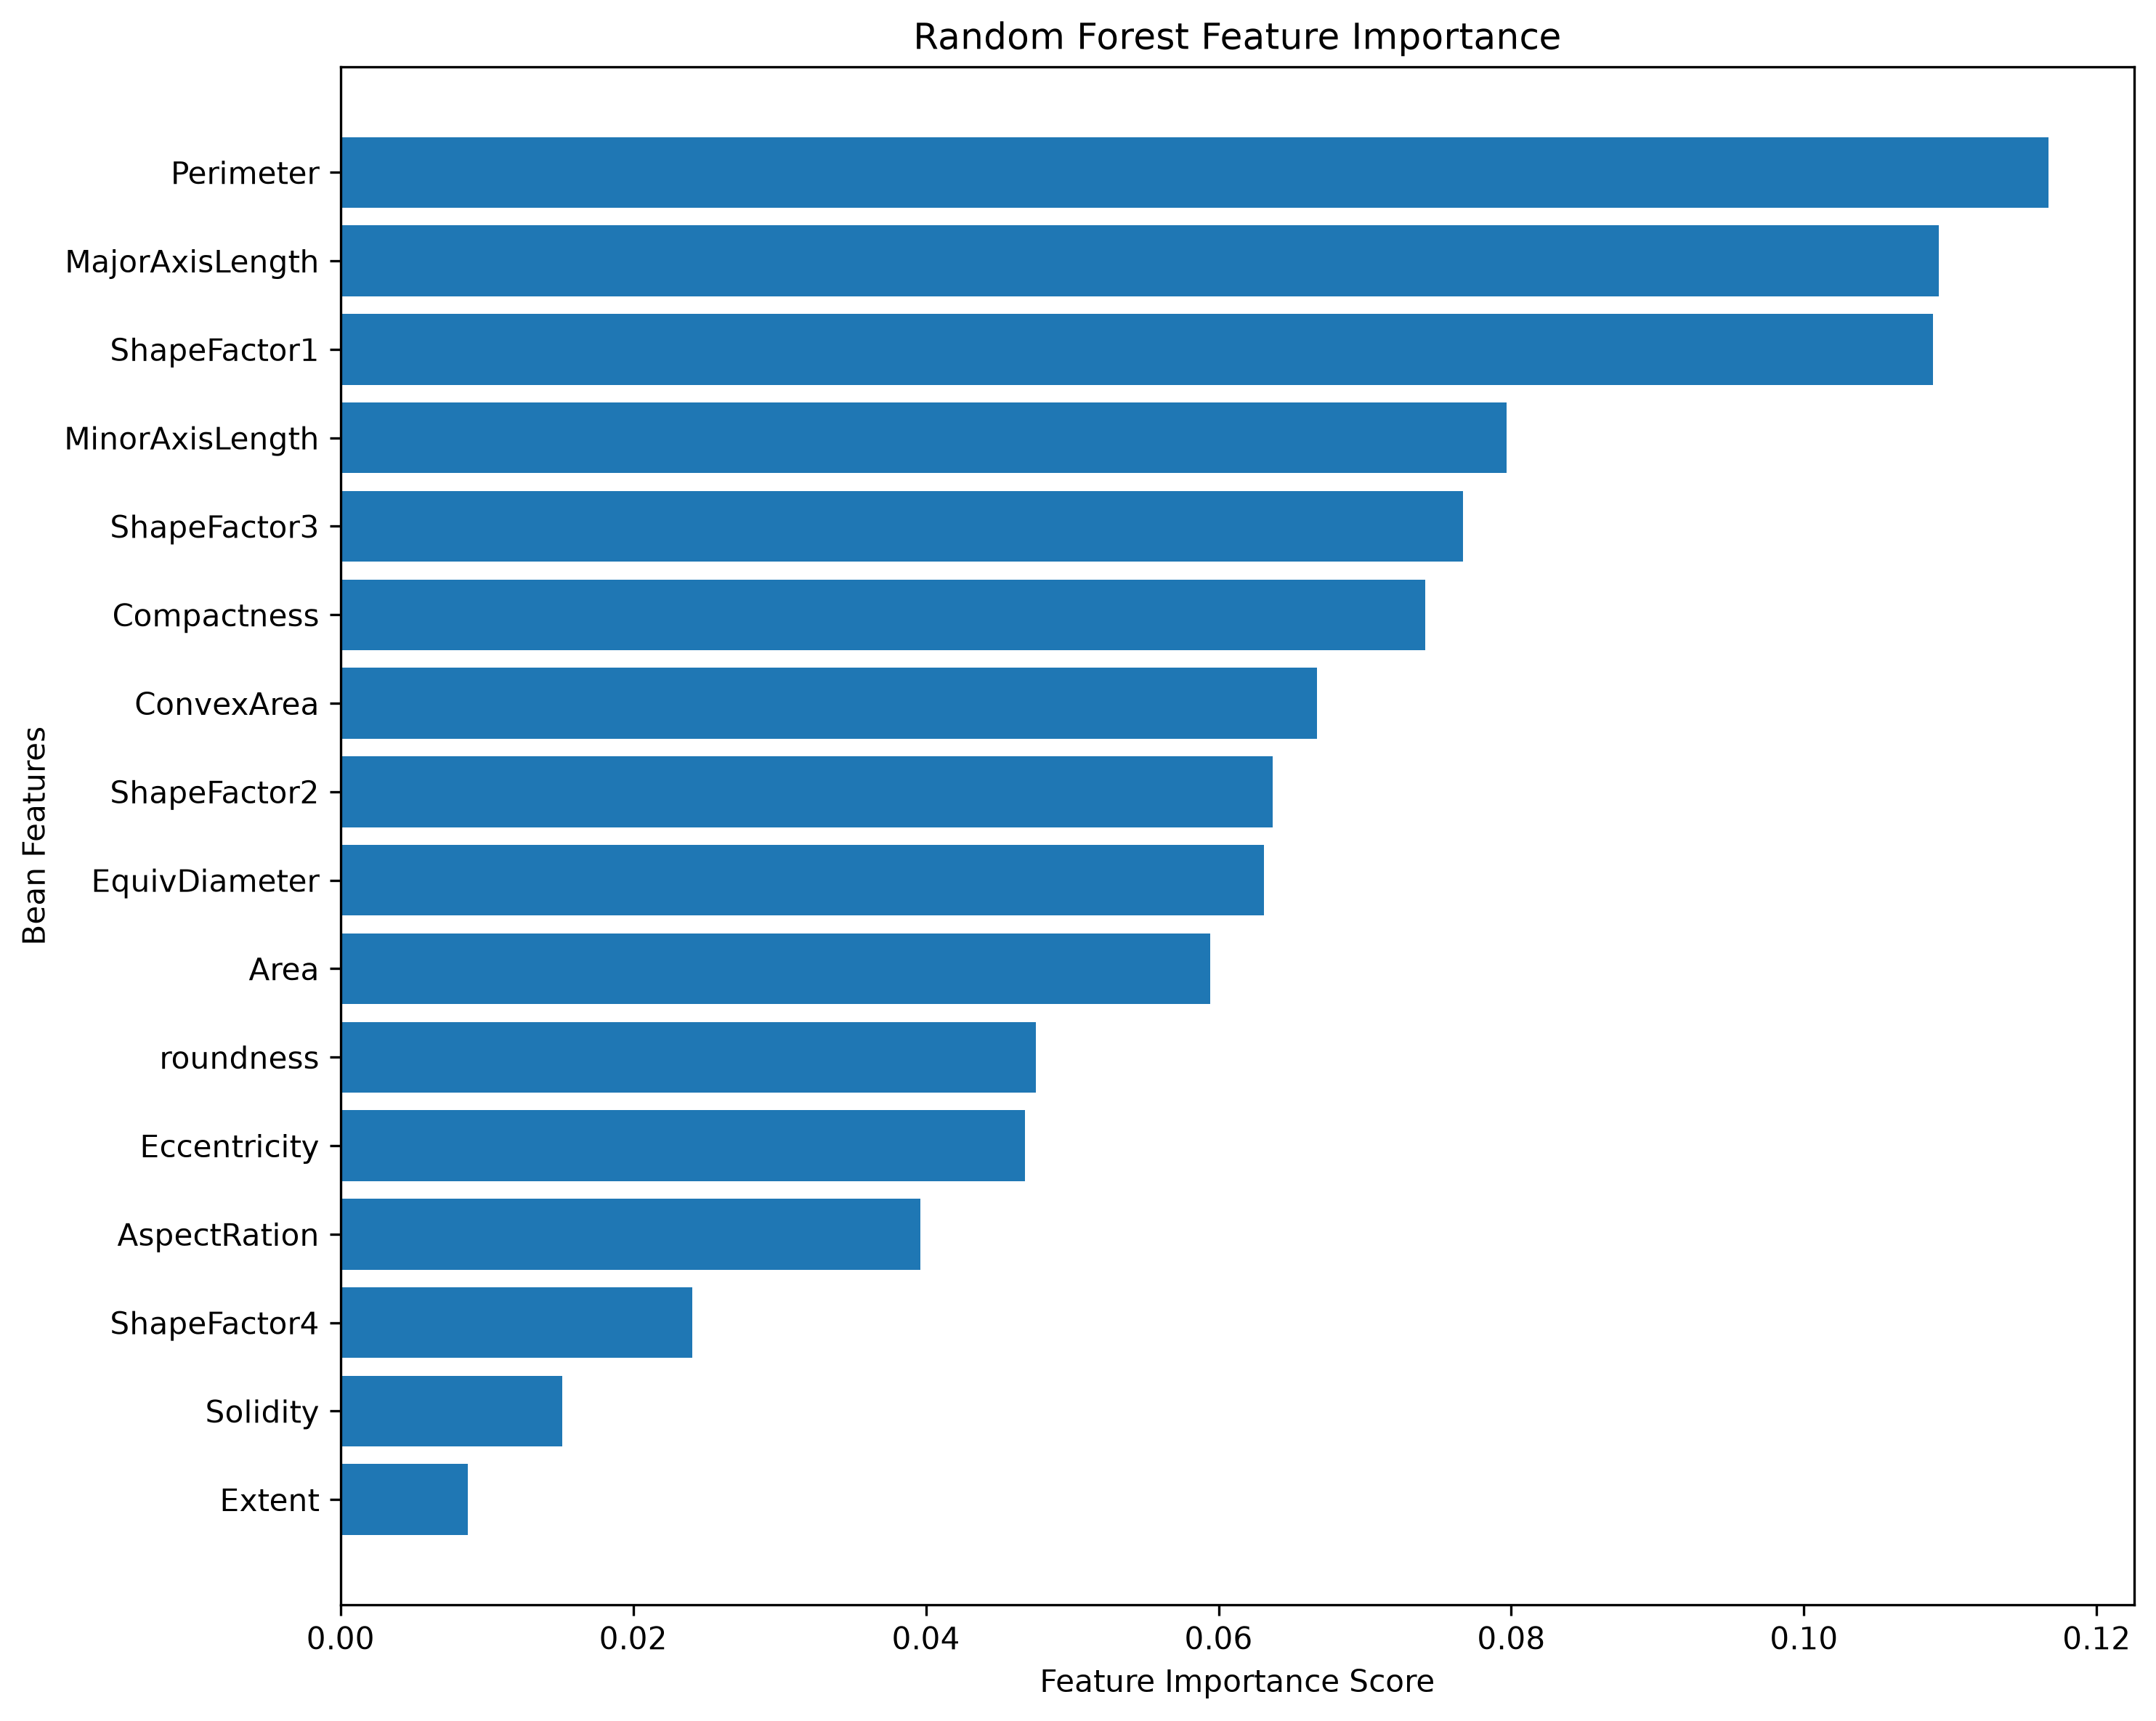 Random Forest Feature Importance
Bean Features
Perimeter
MajorAxisLength
ShapeFactor1
MinorAxisLength
ShapeFactor3
Compactness
ConvexArea
ShapeFactor2
EquivDiameter
Area
roundness
Eccentricity
AspectRation
ShapeFactor4
Solidity
Extent
0.00 0.02 0.04 0.06 0.08 0.10 0.12
Feature Importance Score